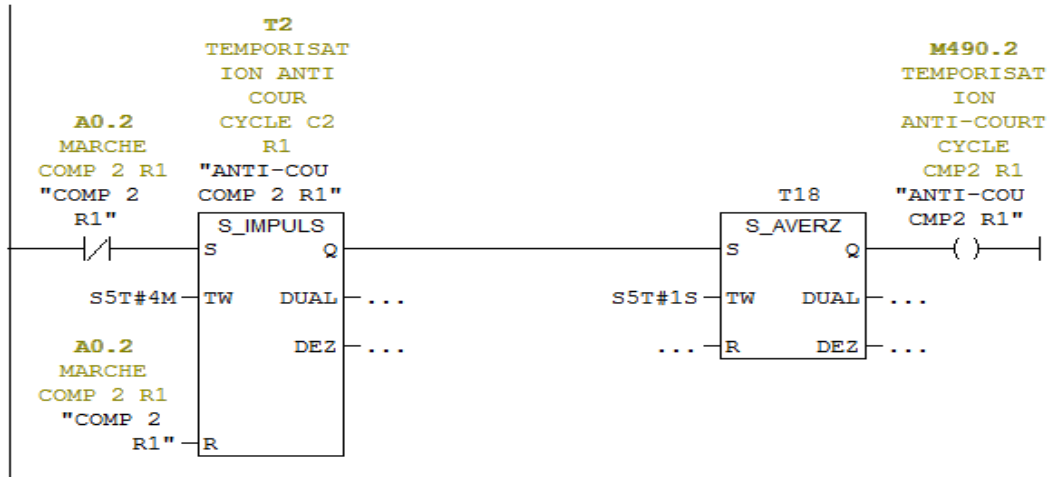 T2
TEMPORISAT
ION ANTI
COUR
CYCLE C2
R1
"ANTI-COU
COMP 2 R1"
M490.2
TEMPORISAT
ION
ANTI-COURT
CYCLE
CMP2 R1
"ANTI-COU
CMP2 R1"
A0.2
MARCHE
COMP 2 R1
"COMP 2
R1"
T18
S_IMPULS
S Q
S5T#4M TW DUAL ...
DEZ ...
A0.2
MARCHE
COMP 2 R1
"COMP 2
R1" R
S_AVERZ
S Q
S5T#1S TW DUAL ...
... R DEZ ...